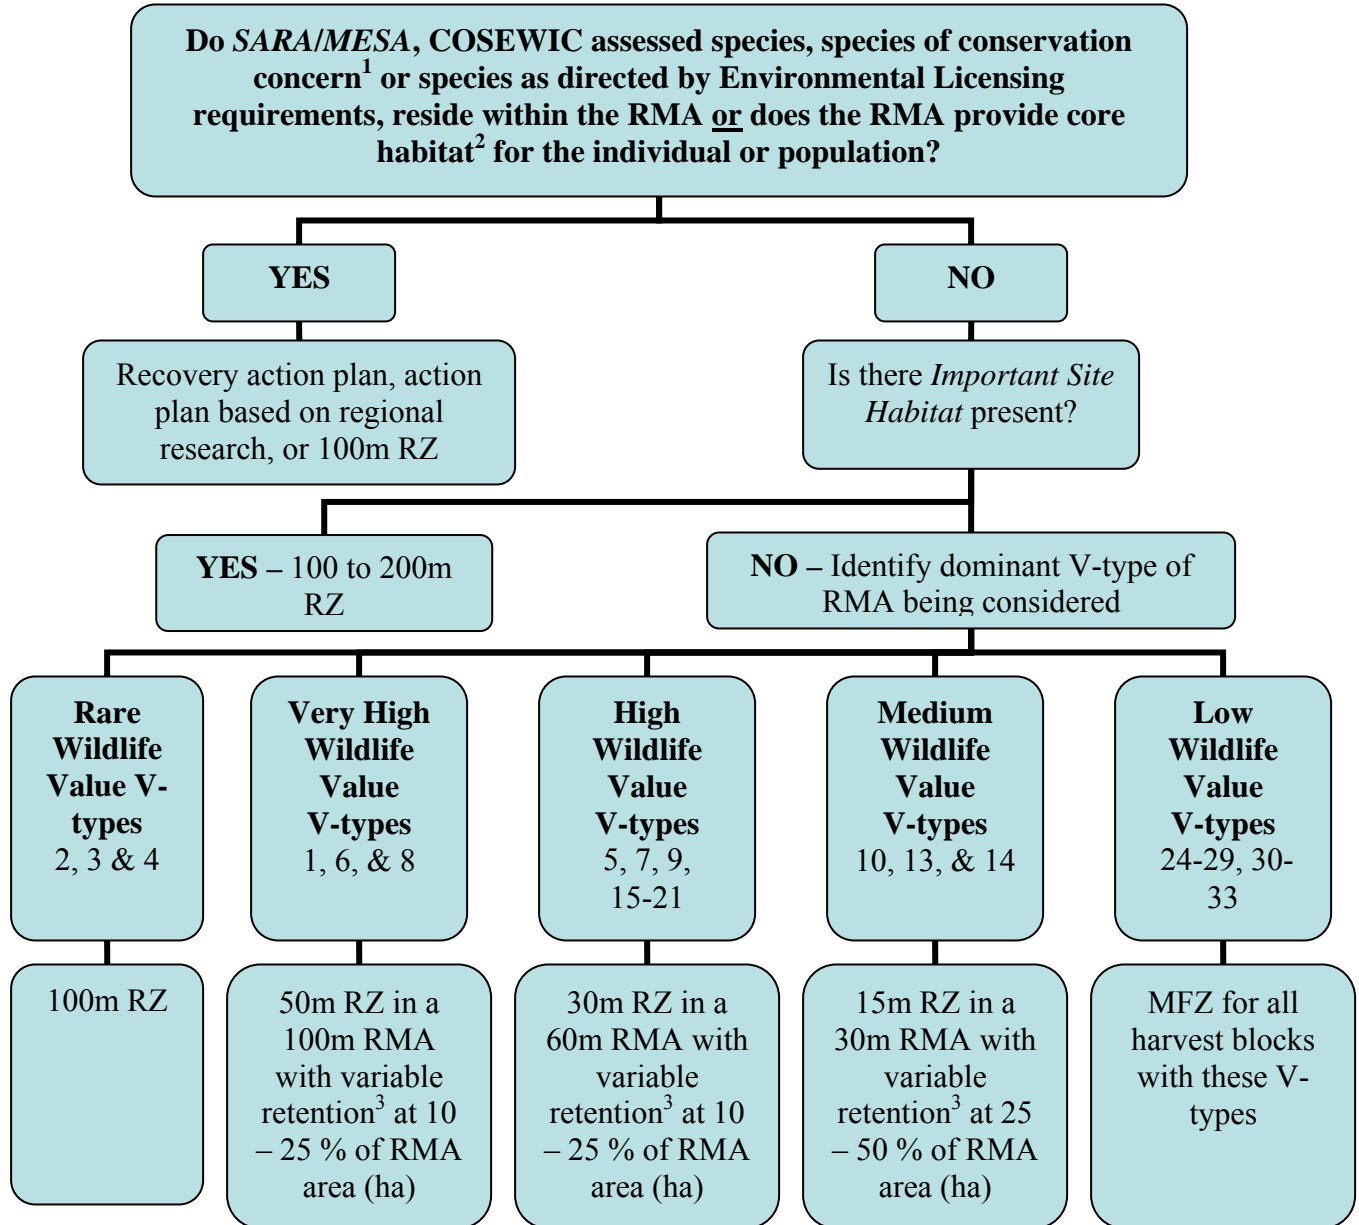 Do SARA/MESA, COSEWIC assessed species, species of conservation
concern1 or species as directed by Environmental Licensing
requirements, reside within the RMA or does the RMA provide core
habitat2 for the individual or population?
YES
NO
Recovery action plan, action
plan based on regional
research, or 100m RZ
Is there Important Site
Habitat present?
YES – 100 to 200m
RZ
NO – Identify dominant V-type of
RMA being considered
Rare
Wildlife
Value V-
types
2, 3 & 4
Very High
Wildlife
Value
V-types
1, 6, & 8
High
Wildlife
Value
V-types
5, 7, 9,
15-21
Medium
Wildlife
Value
V-types
10, 13, & 14
Low
Wildlife
Value
V-types
24-29, 30-
33
100m RZ
50m RZ in a
100m RMA
with variable
retention3 at 10
– 25 % of RMA
area (ha)
30m RZ in a
60m RMA with
variable
retention3 at 10
– 25 % of RMA
area (ha)
15m RZ in a
30m RMA with
variable
retention3 at 25
– 50 % of RMA
area (ha)
MFZ for all
harvest blocks
with these V-
types